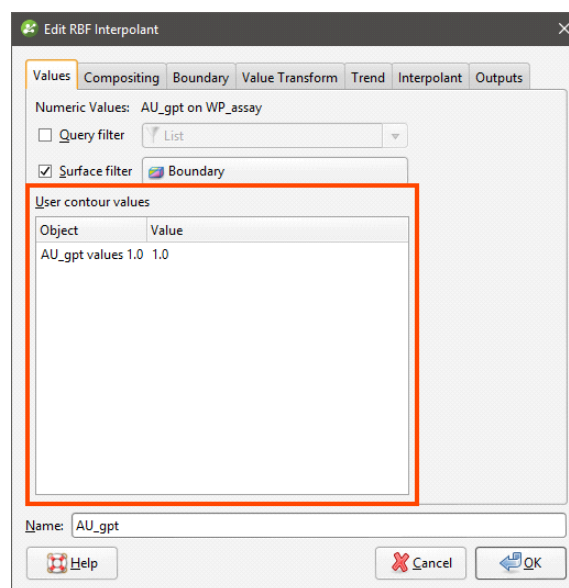 Edit RBF Interpolant
Values Compositing Boundary Value Transform Trend Interpolant Outputs
Numeric Values: AU_gpt on WP_assay
Query filter List
Surface filter Boundary
User contour values
Object Value
AU_gpt values 1.0 1.0
Name: AU_gpt
Help Cancel OK